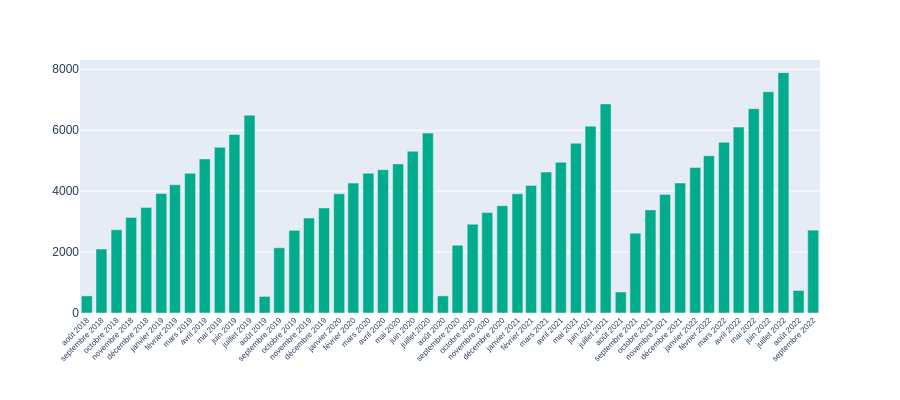 8000
6000
4000
2000
0
août 2018
septembre 2018
octobre 2018
novembre 2018
décembre 2018
janvier 2019
février 2019
mars 2019
avril 2019
mai 2019
juin 2019
juillet 2019
août 2019
septembre 2019
octobre 2019
novembre 2019
décembre 2019
janvier 2020
février 2020
mars 2020
avril 2020
mai 2020
juin 2020
juillet 2020
août 2020
septembre 2020
octobre 2020
novembre 2020
décembre 2020
janvier 2021
février 2021
mars 2021
avril 2021
mai 2021
juin 2021
juillet 2021
août 2021
septembre 2021
octobre 2021
novembre 2021
décembre 2021
janvier 2022
février 2022
mars 2022
avril 2022
mai 2022
juin 2022
juillet 2022
août 2022
septembre 2022